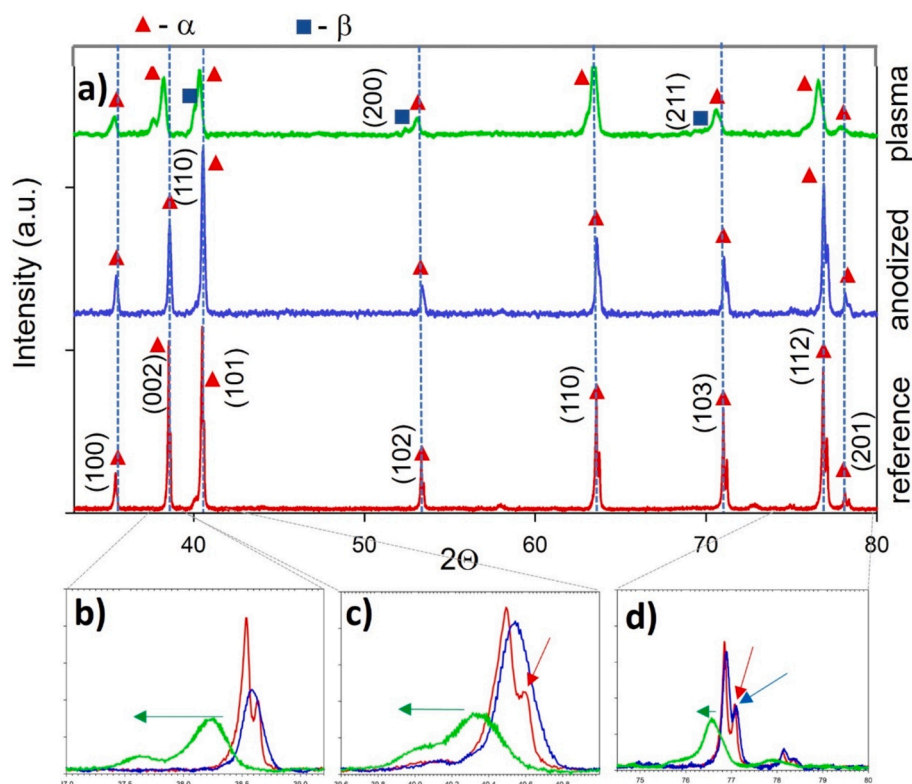 - α
- β
a)
plasma
(200)
(211)
Intensity (a.u.)
(110)
anodized
(002)
(101)
(112)
(110)
(100)
(102)
(103)
(201)
reference
40
50
60
70
80
2Θ
b)
c)
d)
75
76
77
78
79
80